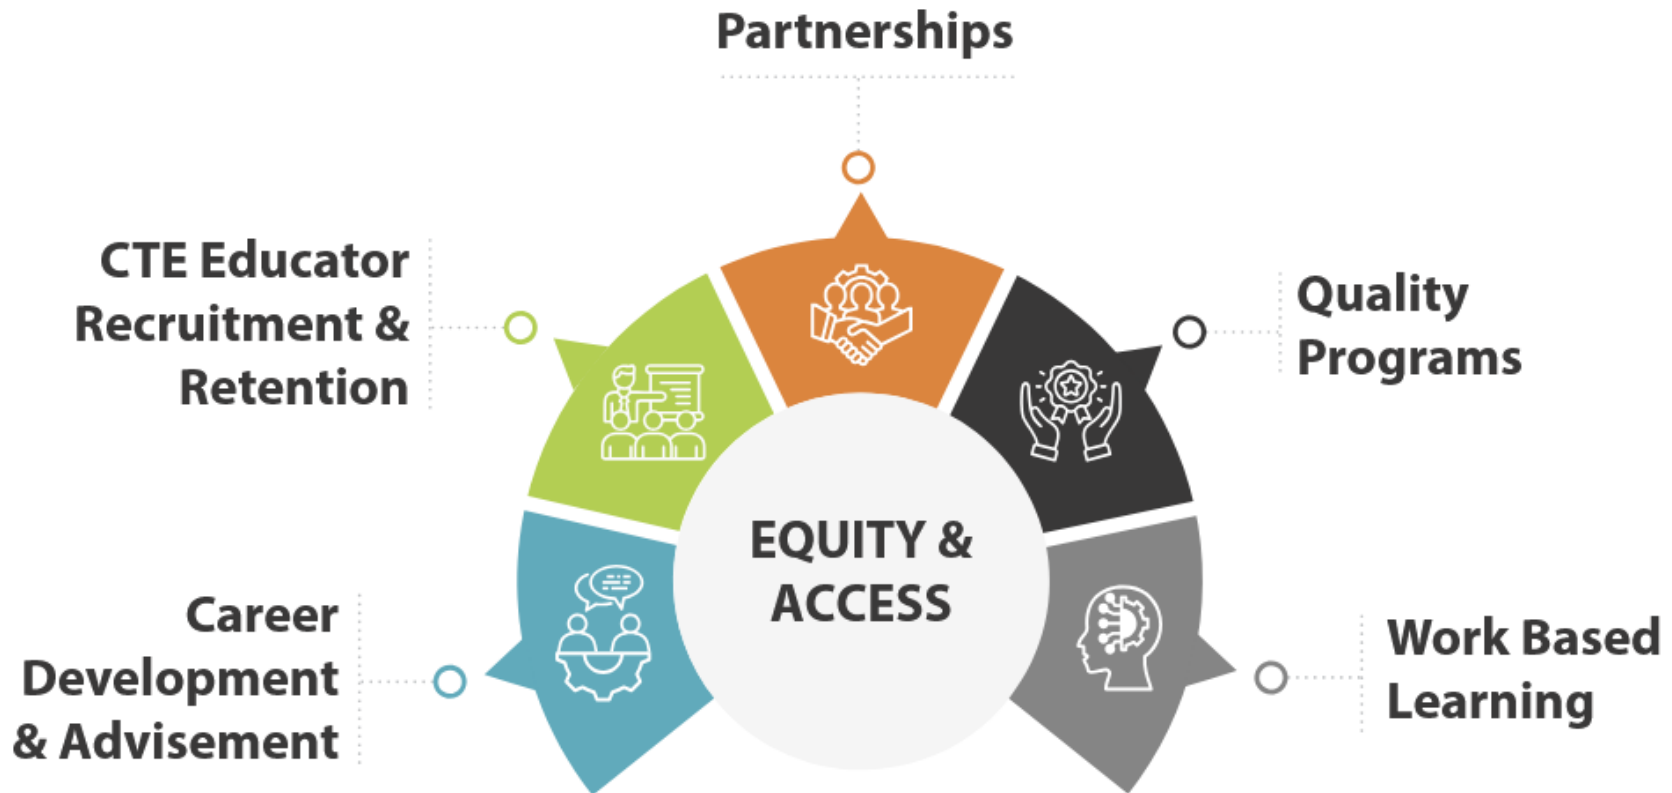 Partnerships
CTE Educator
Recruitment &
Retention
Quality
Programs
EQUITY &
ACCESS
Career
Development
& Advisement
Work Based
Learning